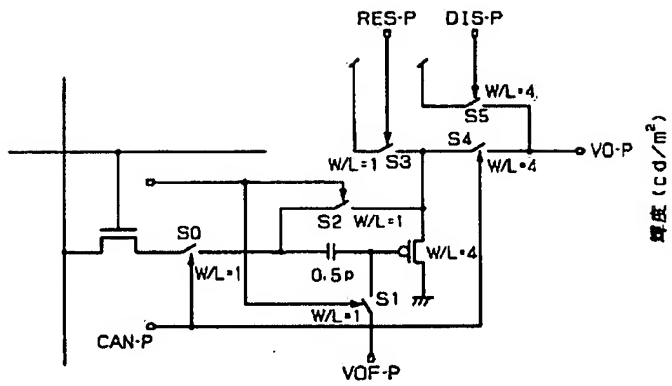 RES-P
DIS-P
W/L=4
S5
S4
W/L=1
S3
W/L=4
VO-P
S2
W/L=1
S0
W/L=1
0.5p
W/L=4
S1
W/L=1
CAN-P
VOF-P
輝度 (cd/m²)